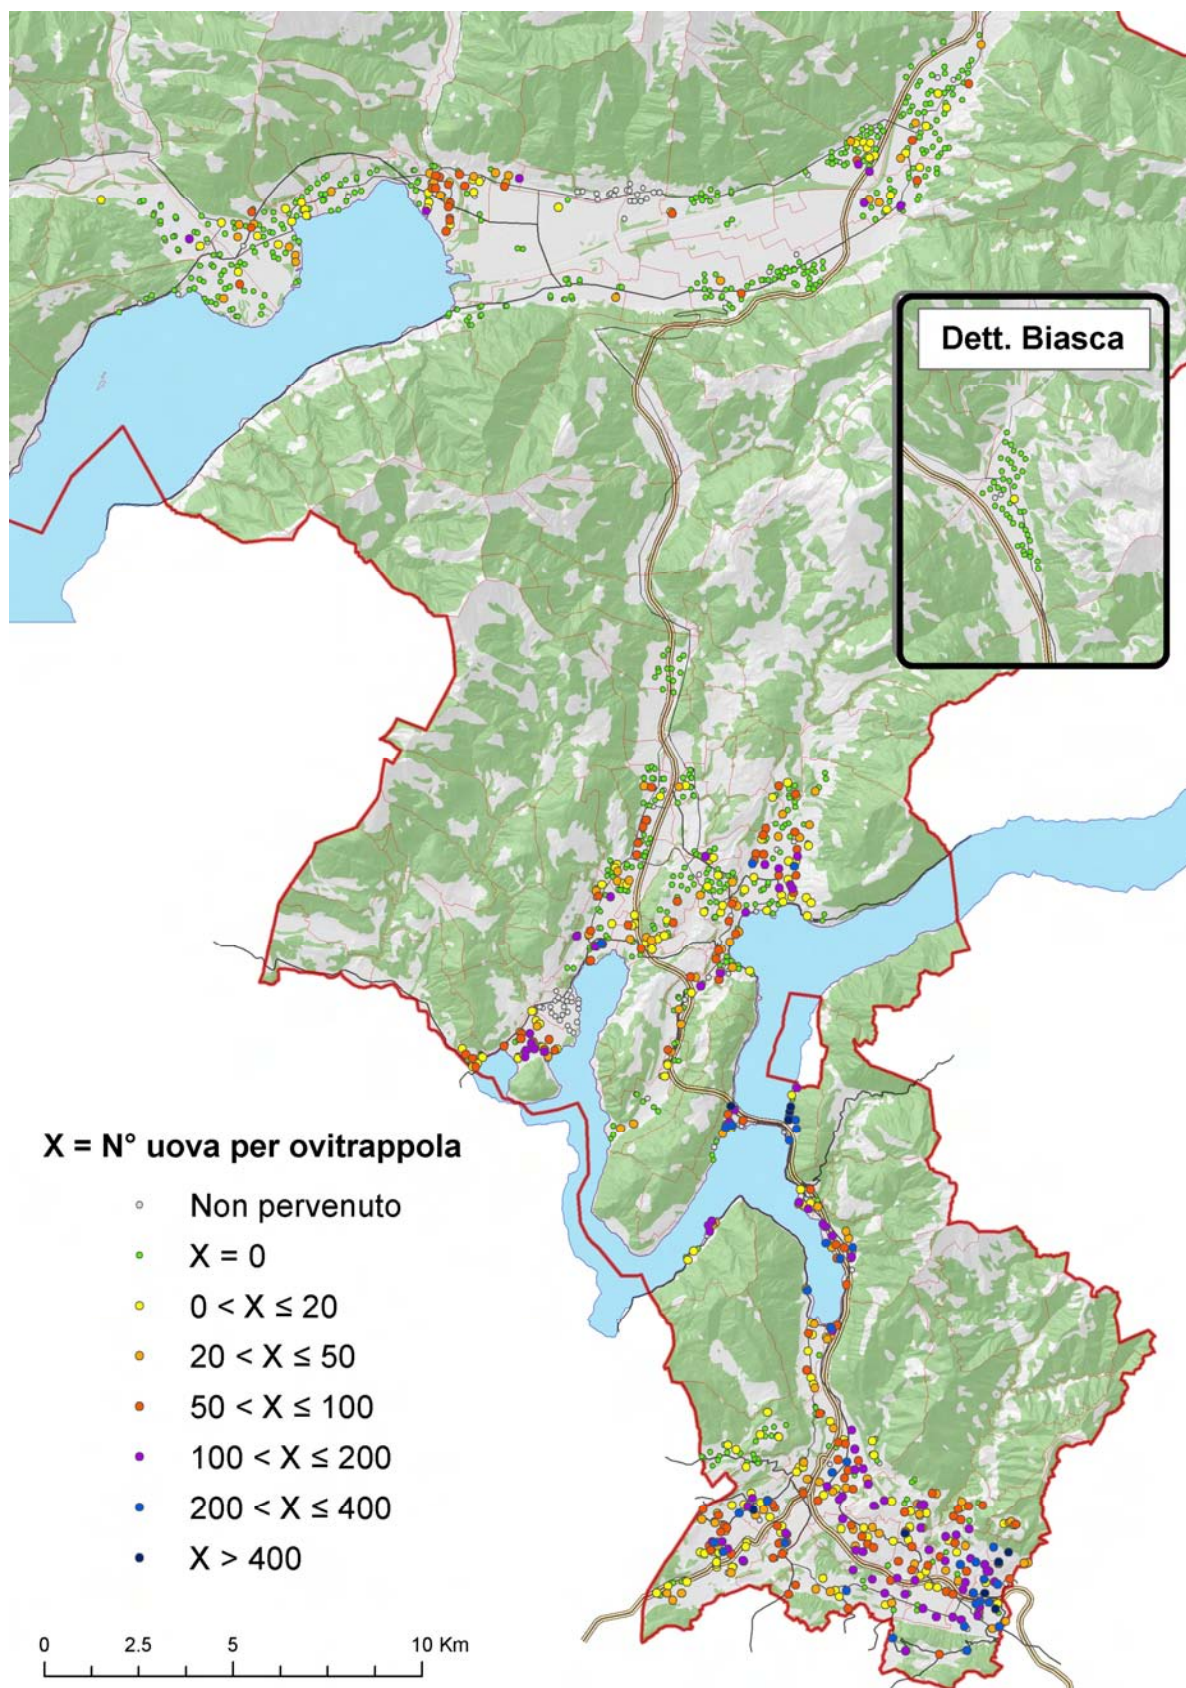 Dett. Biasca
X = N° uova per ovitrappola
Non pervenuto
X = 0
0 < X ≤ 20
20 < X ≤ 50
50 < X ≤ 100
100 < X ≤ 200
200 < X ≤ 400
X > 400
0 2.5 5 10 Km